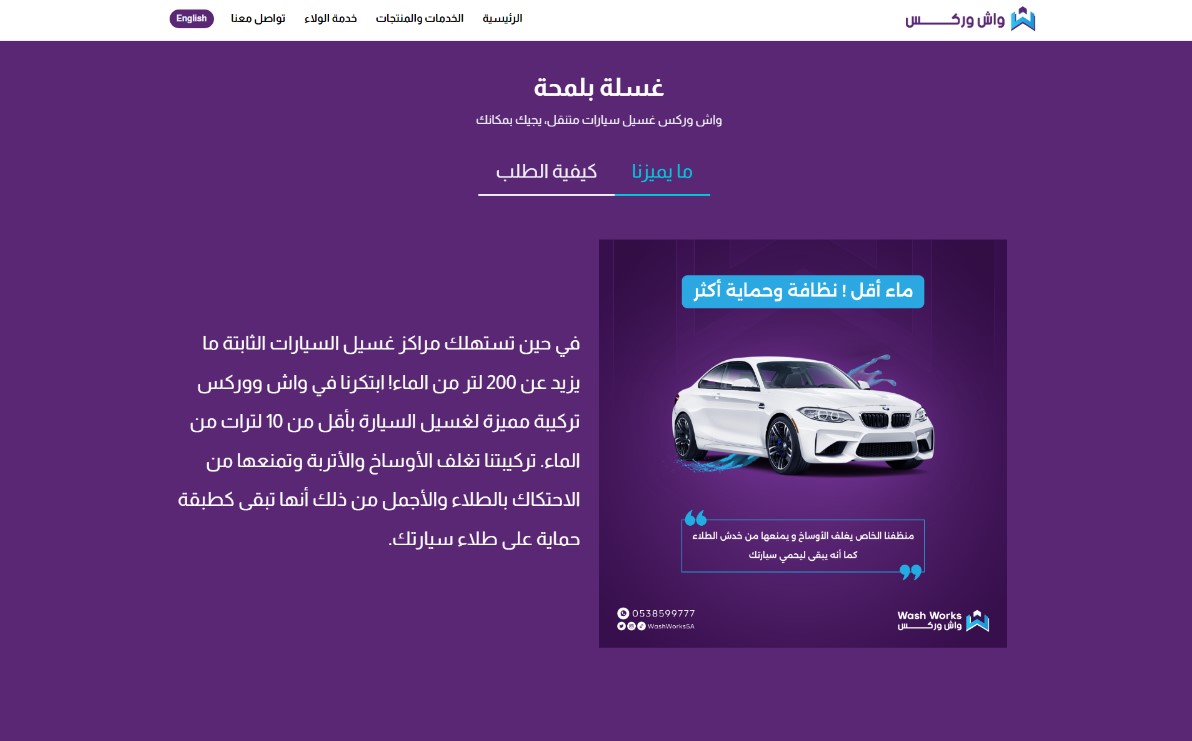 واش وركس
الرئيسية
الخدمات والمنتجات
خدمة الولاء
تواصل معنا
English
غسلة بلمحة
واش وركس غسيل سيارات متنقل، يجيك بمكانك
ما يميزنا
كيفية الطلب
ماء أقل ! نظافة وحماية أكثر
منظفنا الخاص يغلف الأوساخ و يمنعها من خدش الطلاء
كما أنه يبقى ليحمي سيارتك
0538599777
WashWorksSA
Wash Works
واش وركس
في حين تستهلك مراكز غسيل السيارات الثابتة ما
يزيد عن 200 لتر من الماء! ابتكرنا في واش ووركس
تركيبة مميزة لغسيل السيارة بأقل من 10 لترات من
الماء. تركيبتنا تغلف الأوساخ والأتربة وتمنعها من
الاحتكاك بالطلاء والأجمل من ذلك أنها تبقى كطبقة
حماية على طلاء سيارتك.